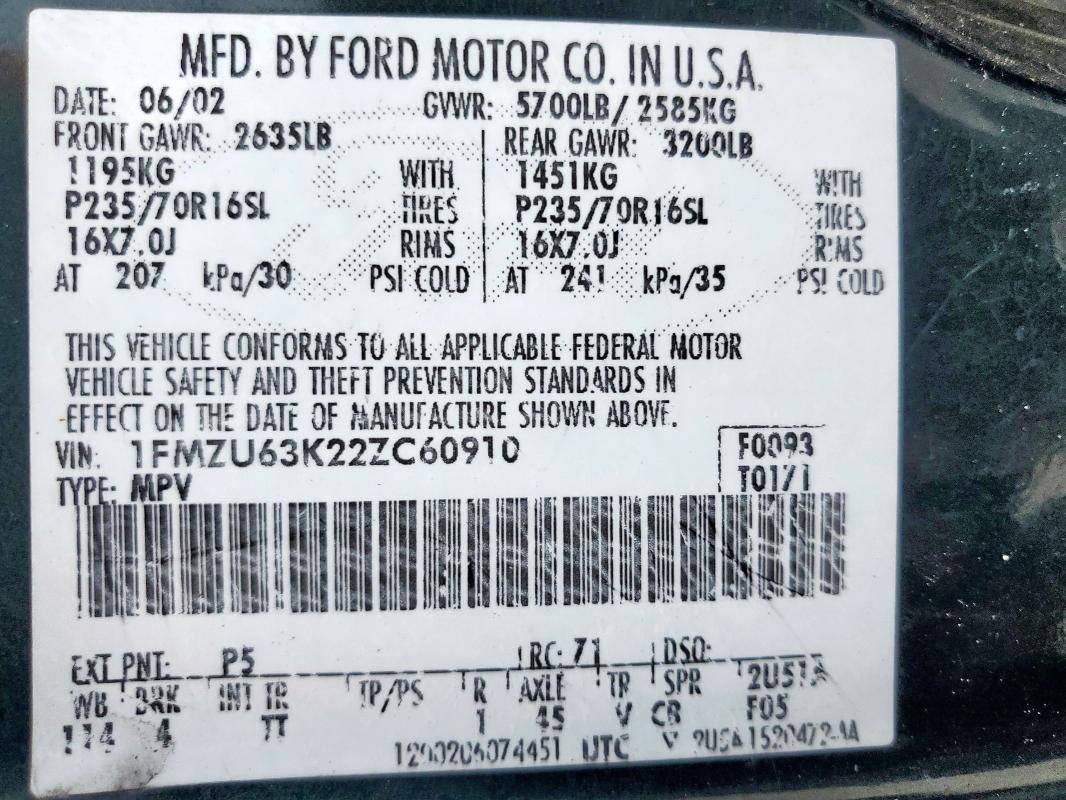 MFD. BY FORD MOTOR CO. IN U.S.A.
DATE: 06/02 GVWR: 5700LB/ 2585KG
FRONT GAWR: 2635LB REAR GAWR: 3200LB
1195KG WITH 1451KG WITH
P235/70R16SL TIRES P235/70R16SL TIRES
16X7.0J RIMS 16X7.0J RIMS
AT 207 kPa/30 PSI COLD AT 241 kPa/35 PSI COLD
THIS VEHICLE CONFORMS TO ALL APPLICABLE FEDERAL MOTOR
VEHICLE SAFETY AND THEFT PREVENTION STANDARDS IN
EFFECT ON THE DATE OF MANUFACTURE SHOWN ABOVE.
VIN: 1FMZU63K22ZC60910 F0093
TYPE: MPV T0171
EXT PNT: P5 RC: 71 DSO:
WB BRK INT TR TP/PS R AXLE TR SPR 2U51A
114 4 TT 1 45 V CB F05
UTC V